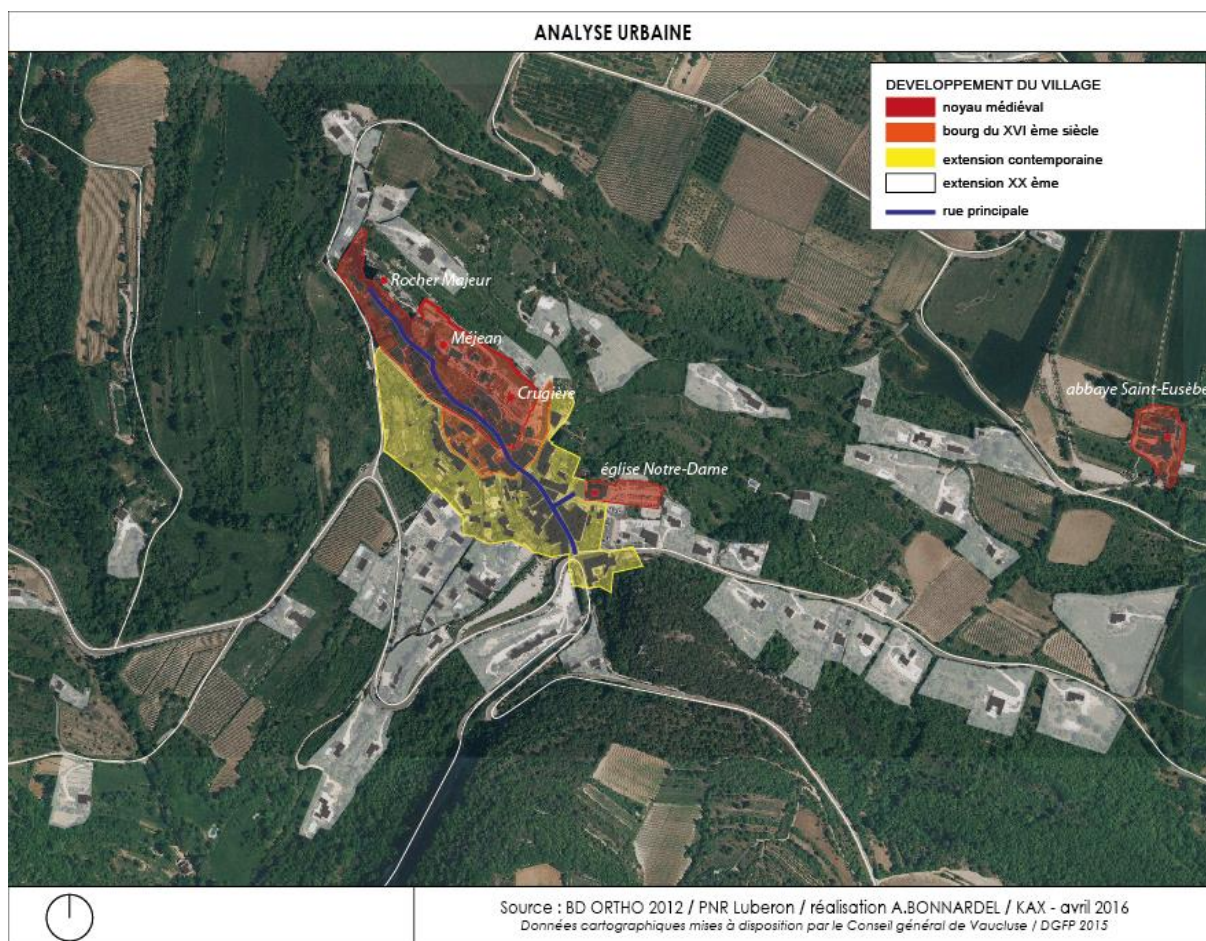 ANALYSE URBAINE
DEVELOPPEMENT DU VILLAGE
noyau médiéval
bourg du XVI ème siècle
extension contemporaine
extension XX ème
rue principale
Rocher Majeur
Méjean
Crugière
abbaye Saint-Eusèbe
église Notre-Dame
Source : BD ORTHO 2012 / PNR Luberon / réalisation A.BONNARDEL / KAX - avril 2016
Données cartographiques mises à disposition par le Conseil général de Vaucluse / DGFP 2015